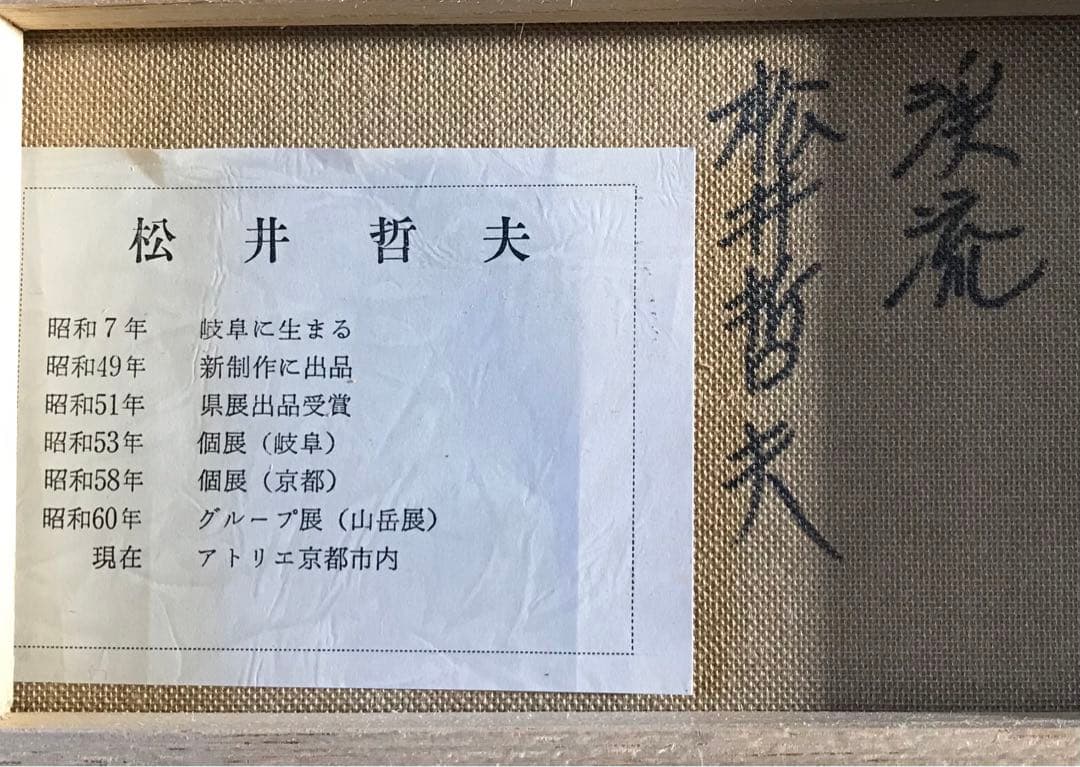 渓流
松井哲夫
松井哲夫
昭和7年 岐阜に生まる
昭和49年 新制作に出品
昭和51年 県展出品受賞
昭和53年 個展（岐阜）
昭和58年 個展（京都）
昭和60年 グループ展（山岳展）
現在 アトリエ京都市内